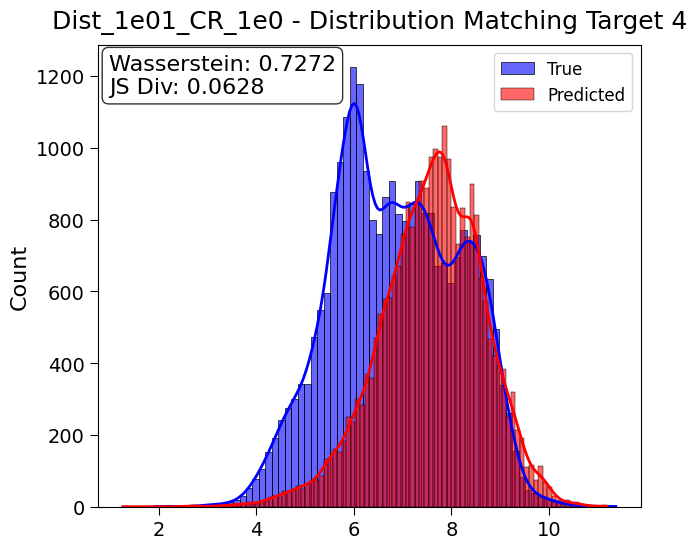 Dist_1e01_CR_1e0 - Distribution Matching Target 4
Wasserstein: 0.7272
JS Div: 0.0628
True
Predicted
Count
1200
1000
800
600
400
200
0
2
4
6
8
10